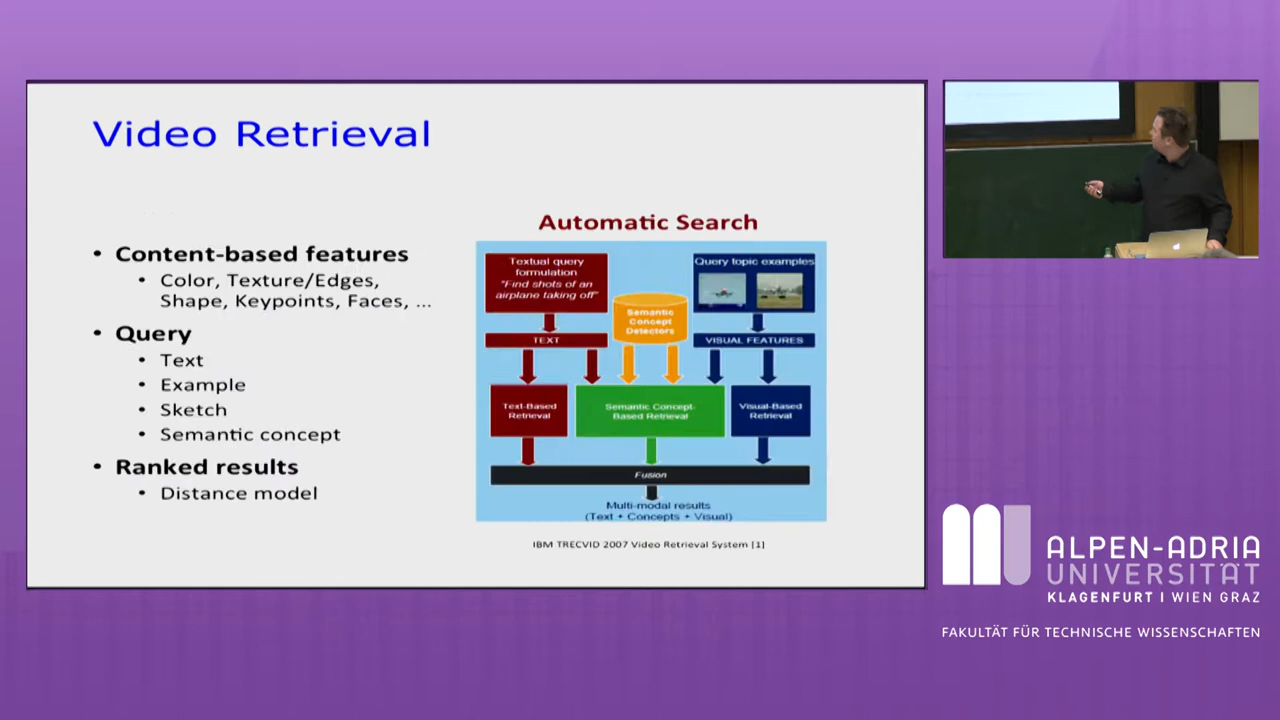 Video Retrieval
• Content-based features
• Color, Texture/Edges,
Shape, Keypoints, Faces, ...
• Query
• Text
• Example
• Sketch
• Semantic concept
• Ranked results
• Distance model
Automatic Search
Textual query
formulation
"Find shots of an
airplane taking off"
Semantic
Concept
Detectors
Query topic examples
TEXT
VISUAL FEATURES
Text-Based
Retrieval
Semantic Concept-
Based Retrieval
Visual-Based
Retrieval
Fusion
Multi-modal results
(Text + Concepts + Visual)
IBM TRECVID 2007 Video Retrieval System [1]
ALPEN-ADRIA
UNIVERSITÄT
KLAGENFURT I WIEN GRAZ
FAKULTÄT FÜR TECHNISCHE WISSENSCHAFTEN